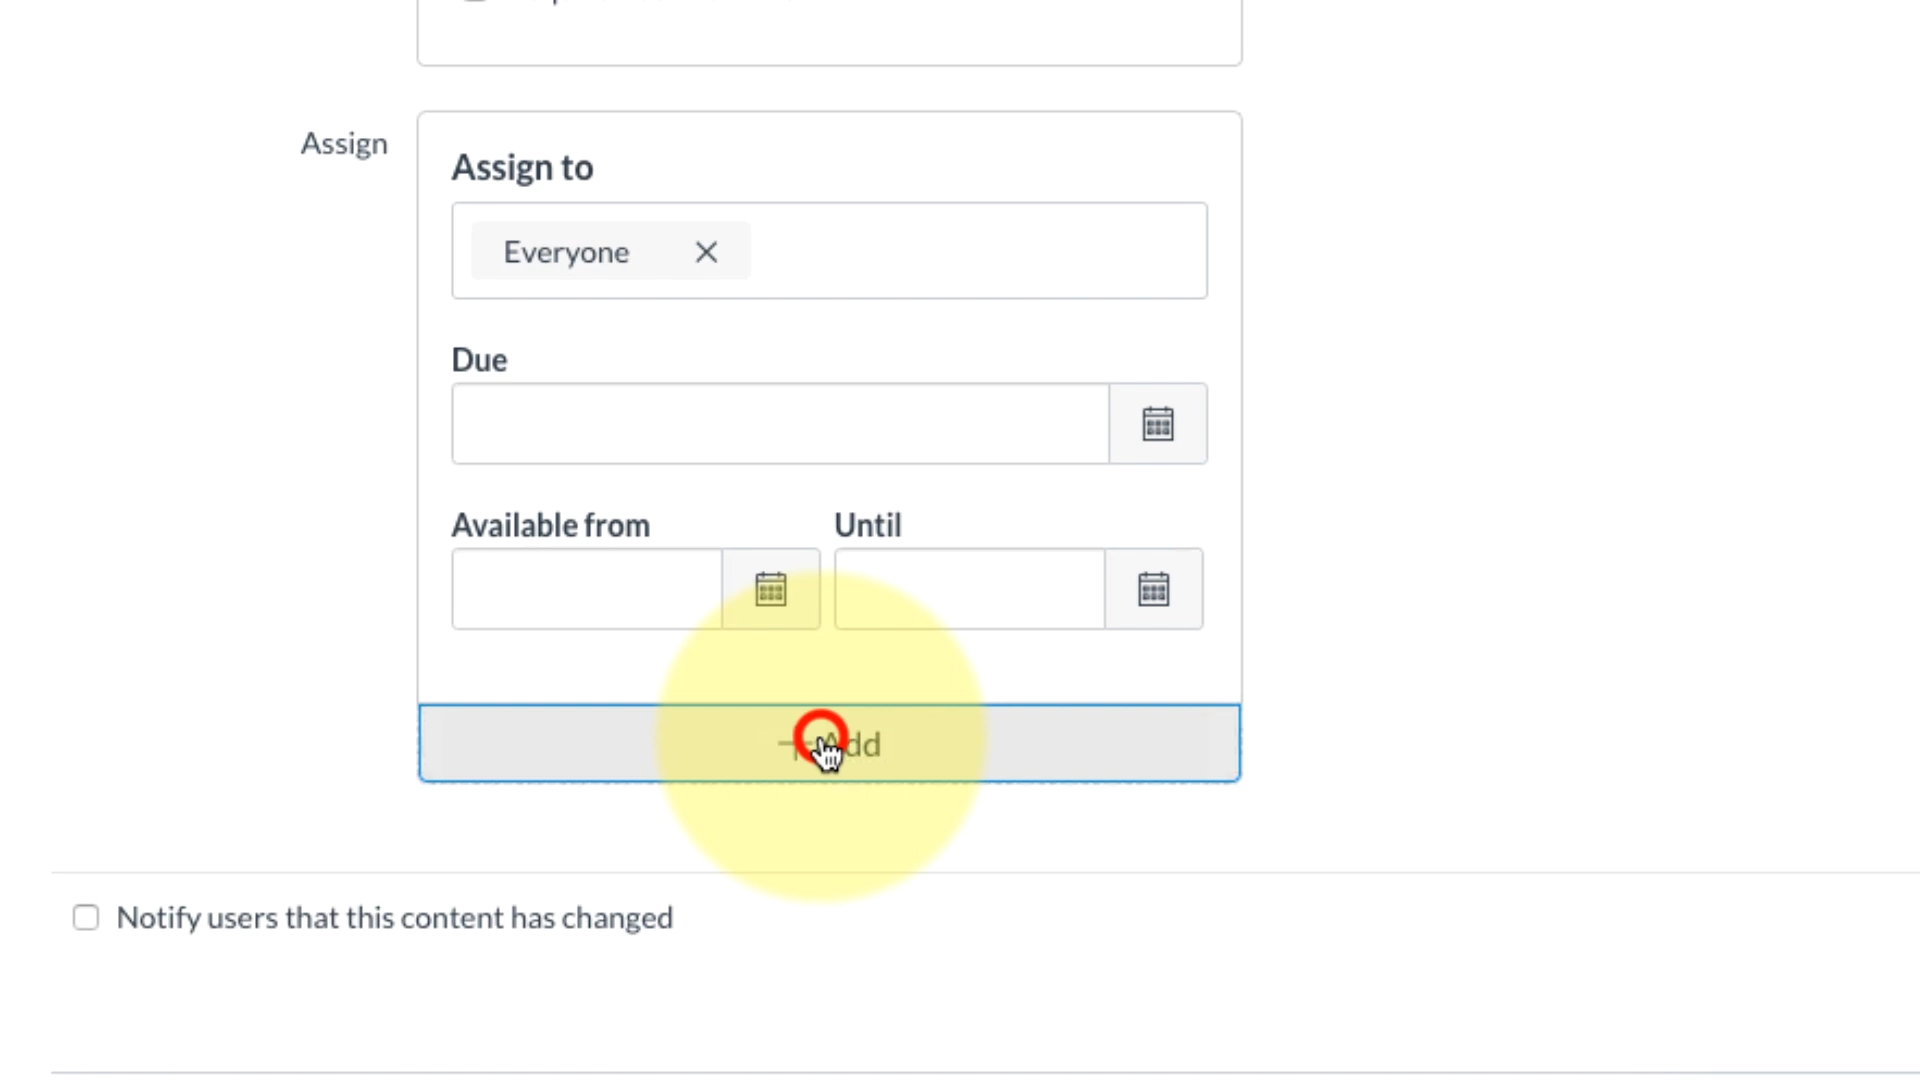 Assign
Assign to
Everyone
Due
Available from Until
+ Add
Notify users that this content has changed